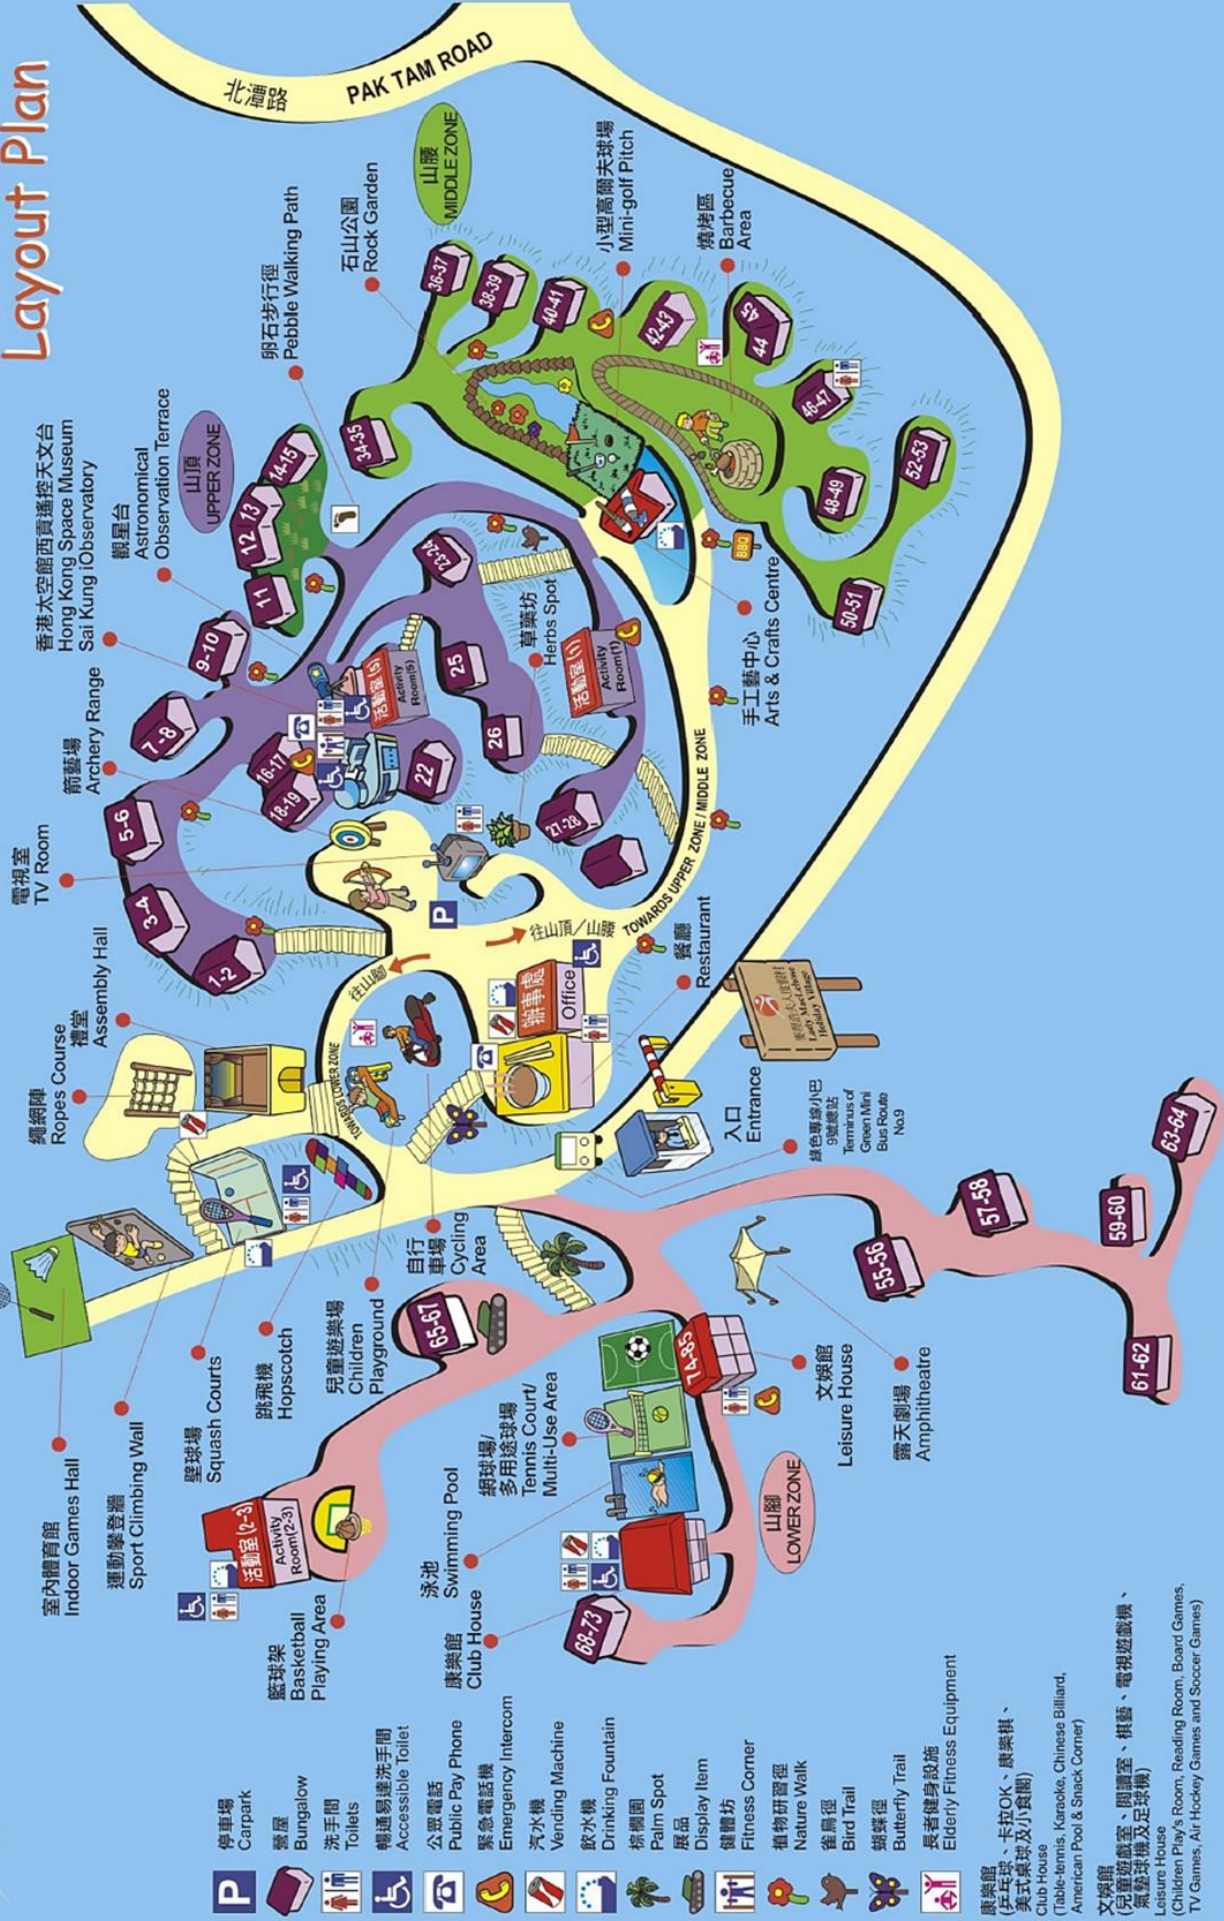 Layout Plan
北潭路
PAK TAM ROAD
山腰
MIDDLE ZONE
山頂
UPPER ZONE
小型高爾夫球場
Mini-golf Pitch
燒烤區
Barbecue
Area
石山公園
Rock Garden
卵石步行徑
Pebble Walking Path
香港太空館西貢遙控天文台
Hong Kong Space Museum
Sai Kung iObservatory
觀星台
Astronomical
Observation Terrace
箭藝場
Archery Range
電視室
TV Room
禮堂
Assembly Hall
繩網陣
Ropes Course
草藥坊
Herbs Spot
手工藝中心
Arts & Crafts Centre
BBQ
36-37
38-39
40-41
42-43
45
44
46-47
48-49
52-53
50-51
34-35
14-15
13
12
11
9-10
7-8
5-6
3-4
1-2
16-17
18-19
22
23-24
25
26
27-28
活動室(5)
Activity
Room(5)
活動室(1)
Activity
Room(1)
P
往山頂/山腰
TOWARDS UPPER ZONE / MIDDLE ZONE
往山腳
TOWARDS LOWER ZONE
辦事處
Office
餐廳
Restaurant
麥理浩夫人度假村
Lady MacLehose
Holiday Village
入口
Entrance
綠色專線小巴
9號總站
Terminus of
Green Mini
Bus Route
No.9
自行
車場
Cycling
Area
兒童遊樂場
Children
Playground
跳飛機
Hopscotch
壁球場
Squash Courts
運動攀登牆
Sport Climbing Wall
室內體育館
Indoor Games Hall
63-64
59-60
57-58
55-56
61-62
65-67
74-85
68-73
文娛館
Leisure House
露天劇場
Amphitheatre
網球場/
多用途球場
Tennis Court/
Multi-Use Area
泳池
Swimming Pool
康樂館
Club House
山腳
LOWER ZONE
活動室(2-3)
Activity
Room(2-3)
籃球架
Basketball
Playing Area
P
停車場
Carpark
營屋
Bungalow
洗手間
Toilets
暢通易達洗手間
Accessible Toilet
公眾電話
Public Pay Phone
緊急電話機
Emergency Intercom
汽水機
Vending Machine
飲水機
Drinking Fountain
棕櫚園
Palm Spot
展品
Display Item
健體坊
Fitness Corner
植物研習徑
Nature Walk
雀鳥徑
Bird Trail
蝴蝶徑
Butterfly Trail
長者健身設施
Elderly Fitness Equipment
康樂館
(乒乓球、卡拉OK、康樂棋、
美式桌球及小食閣)
Club House
(Table-tennis, Karaoke, Chinese Billiard,
American Pool & Snack Corner)
文娛館
(兒童遊戲室、閱讀室、棋藝、電視遊戲機、
氣墊球機及足球機)
Leisure House
(Children Play's Room, Reading Room, Board Games,
TV Games, Air Hockey Games and Soccer Games)